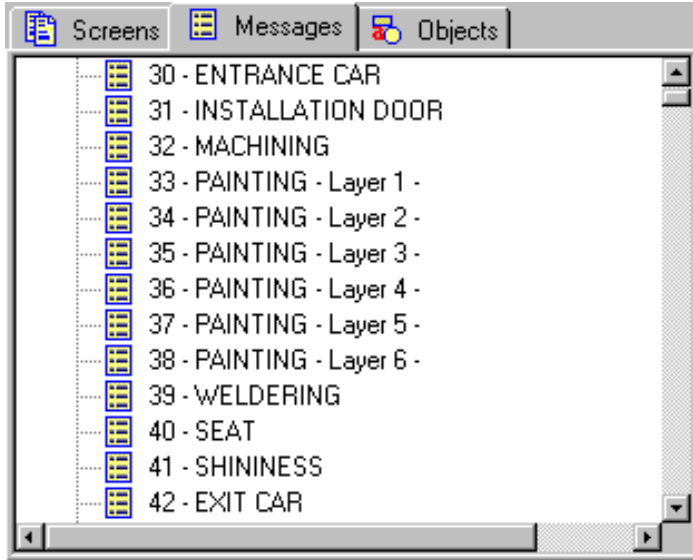 Screens Messages Objects
30 - ENTRANCE CAR
31 - INSTALLATION DOOR
32 - MACHINING
33 - PAINTING - Layer 1 -
34 - PAINTING - Layer 2 -
35 - PAINTING - Layer 3 -
36 - PAINTING - Layer 4 -
37 - PAINTING - Layer 5 -
38 - PAINTING - Layer 6 -
39 - WELDERING
40 - SEAT
41 - SHININESS
42 - EXIT CAR